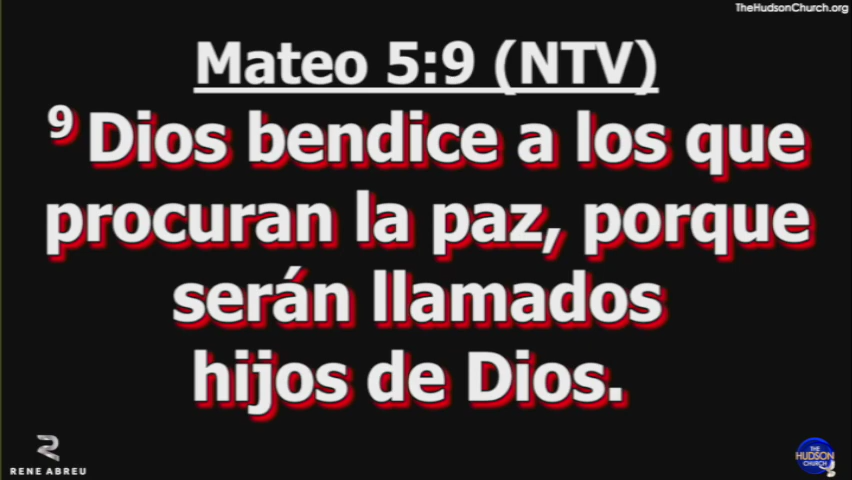 TheHudsonChurch.org
Mateo 5:9 (NTV)
9 Dios bendice a los que
procuran la paz, porque
serán llamados
hijos de Dios.
RENE ABREU
THE
HUDSON
CHURCH